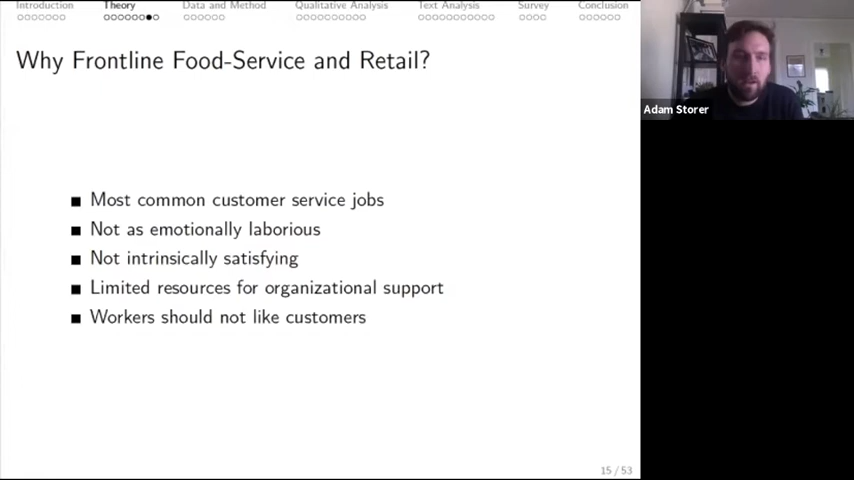 Introduction Theory Data and Method Qualitative Analysis Text Analysis Survey Conclusion
Why Frontline Food-Service and Retail?
Most common customer service jobs
Not as emotionally laborious
Not intrinsically satisfying
Limited resources for organizational support
Workers should not like customers
15 / 53
Adam Storer